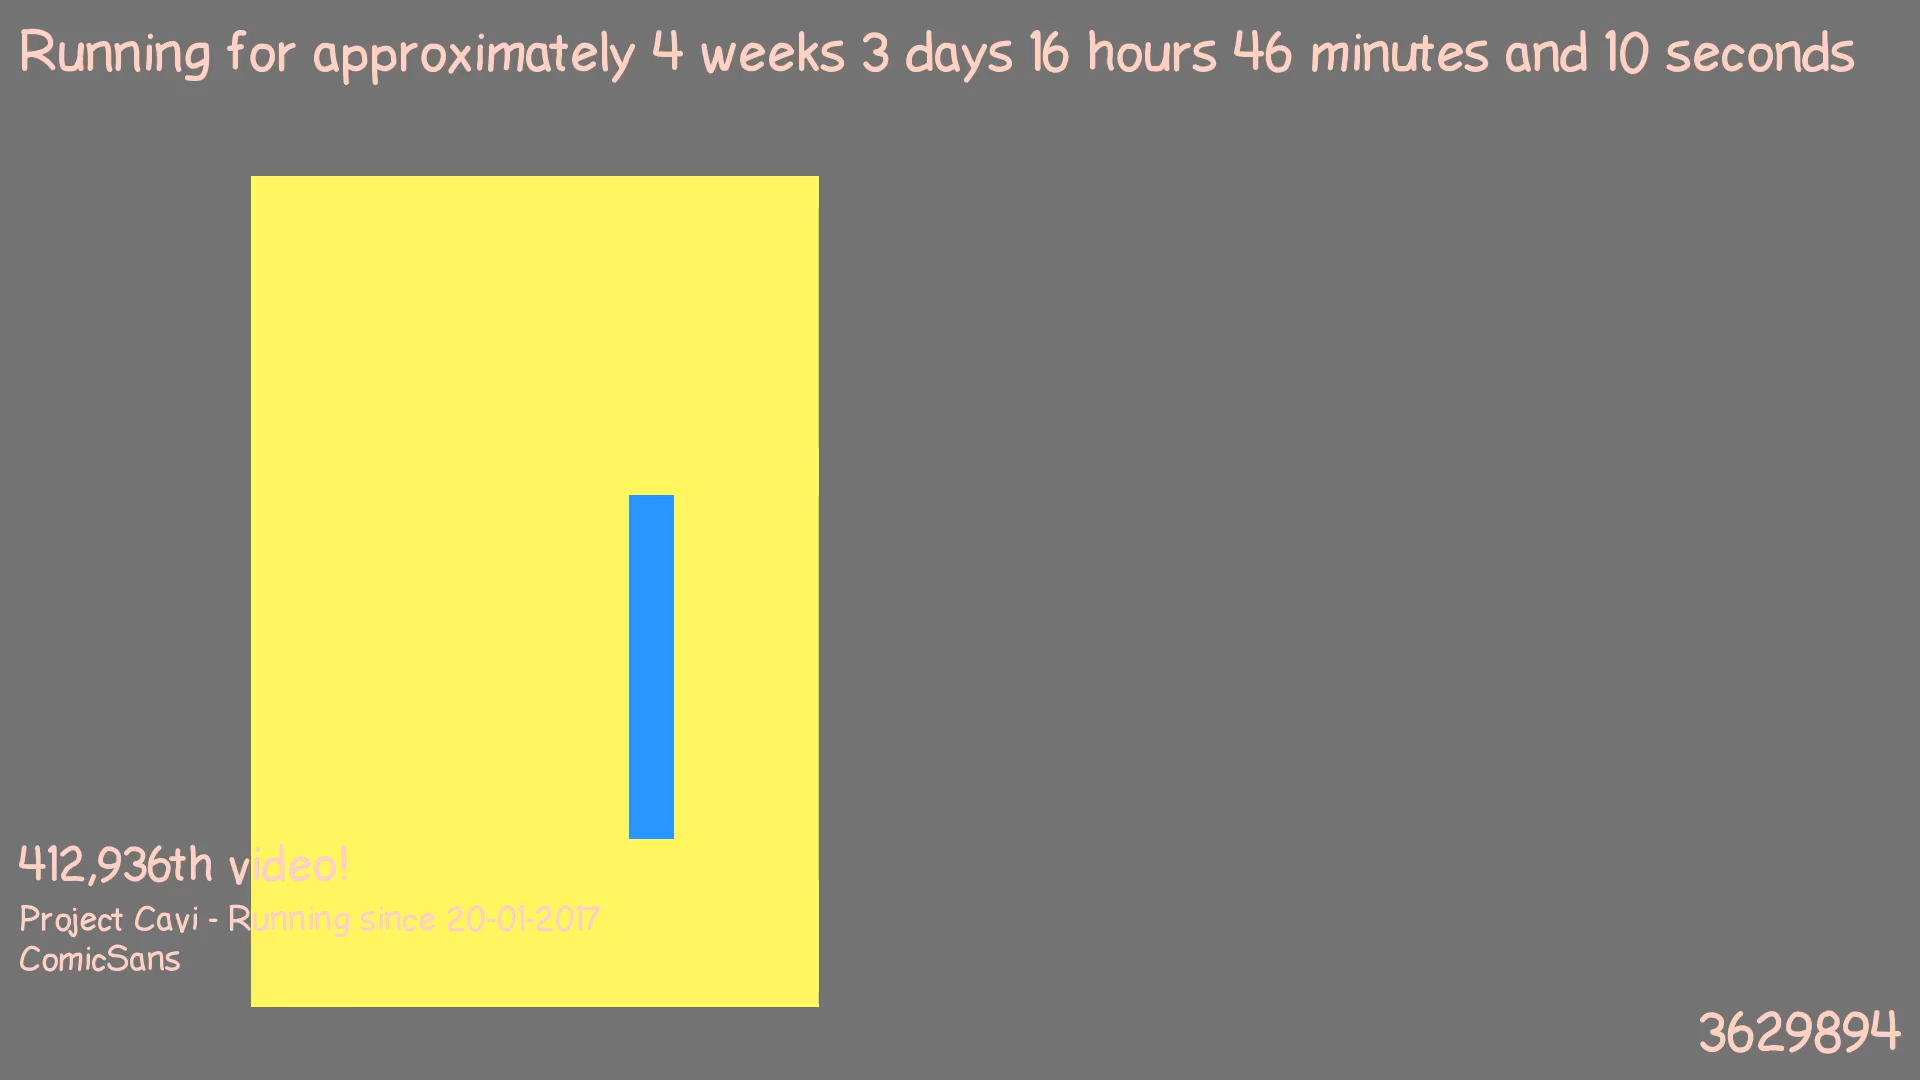 Running for approximately 4 weeks 3 days 16 hours 46 minutes and 10 seconds
412,936th video!
Project Cavi - Running since 20-01-2017
ComicSans
3629894